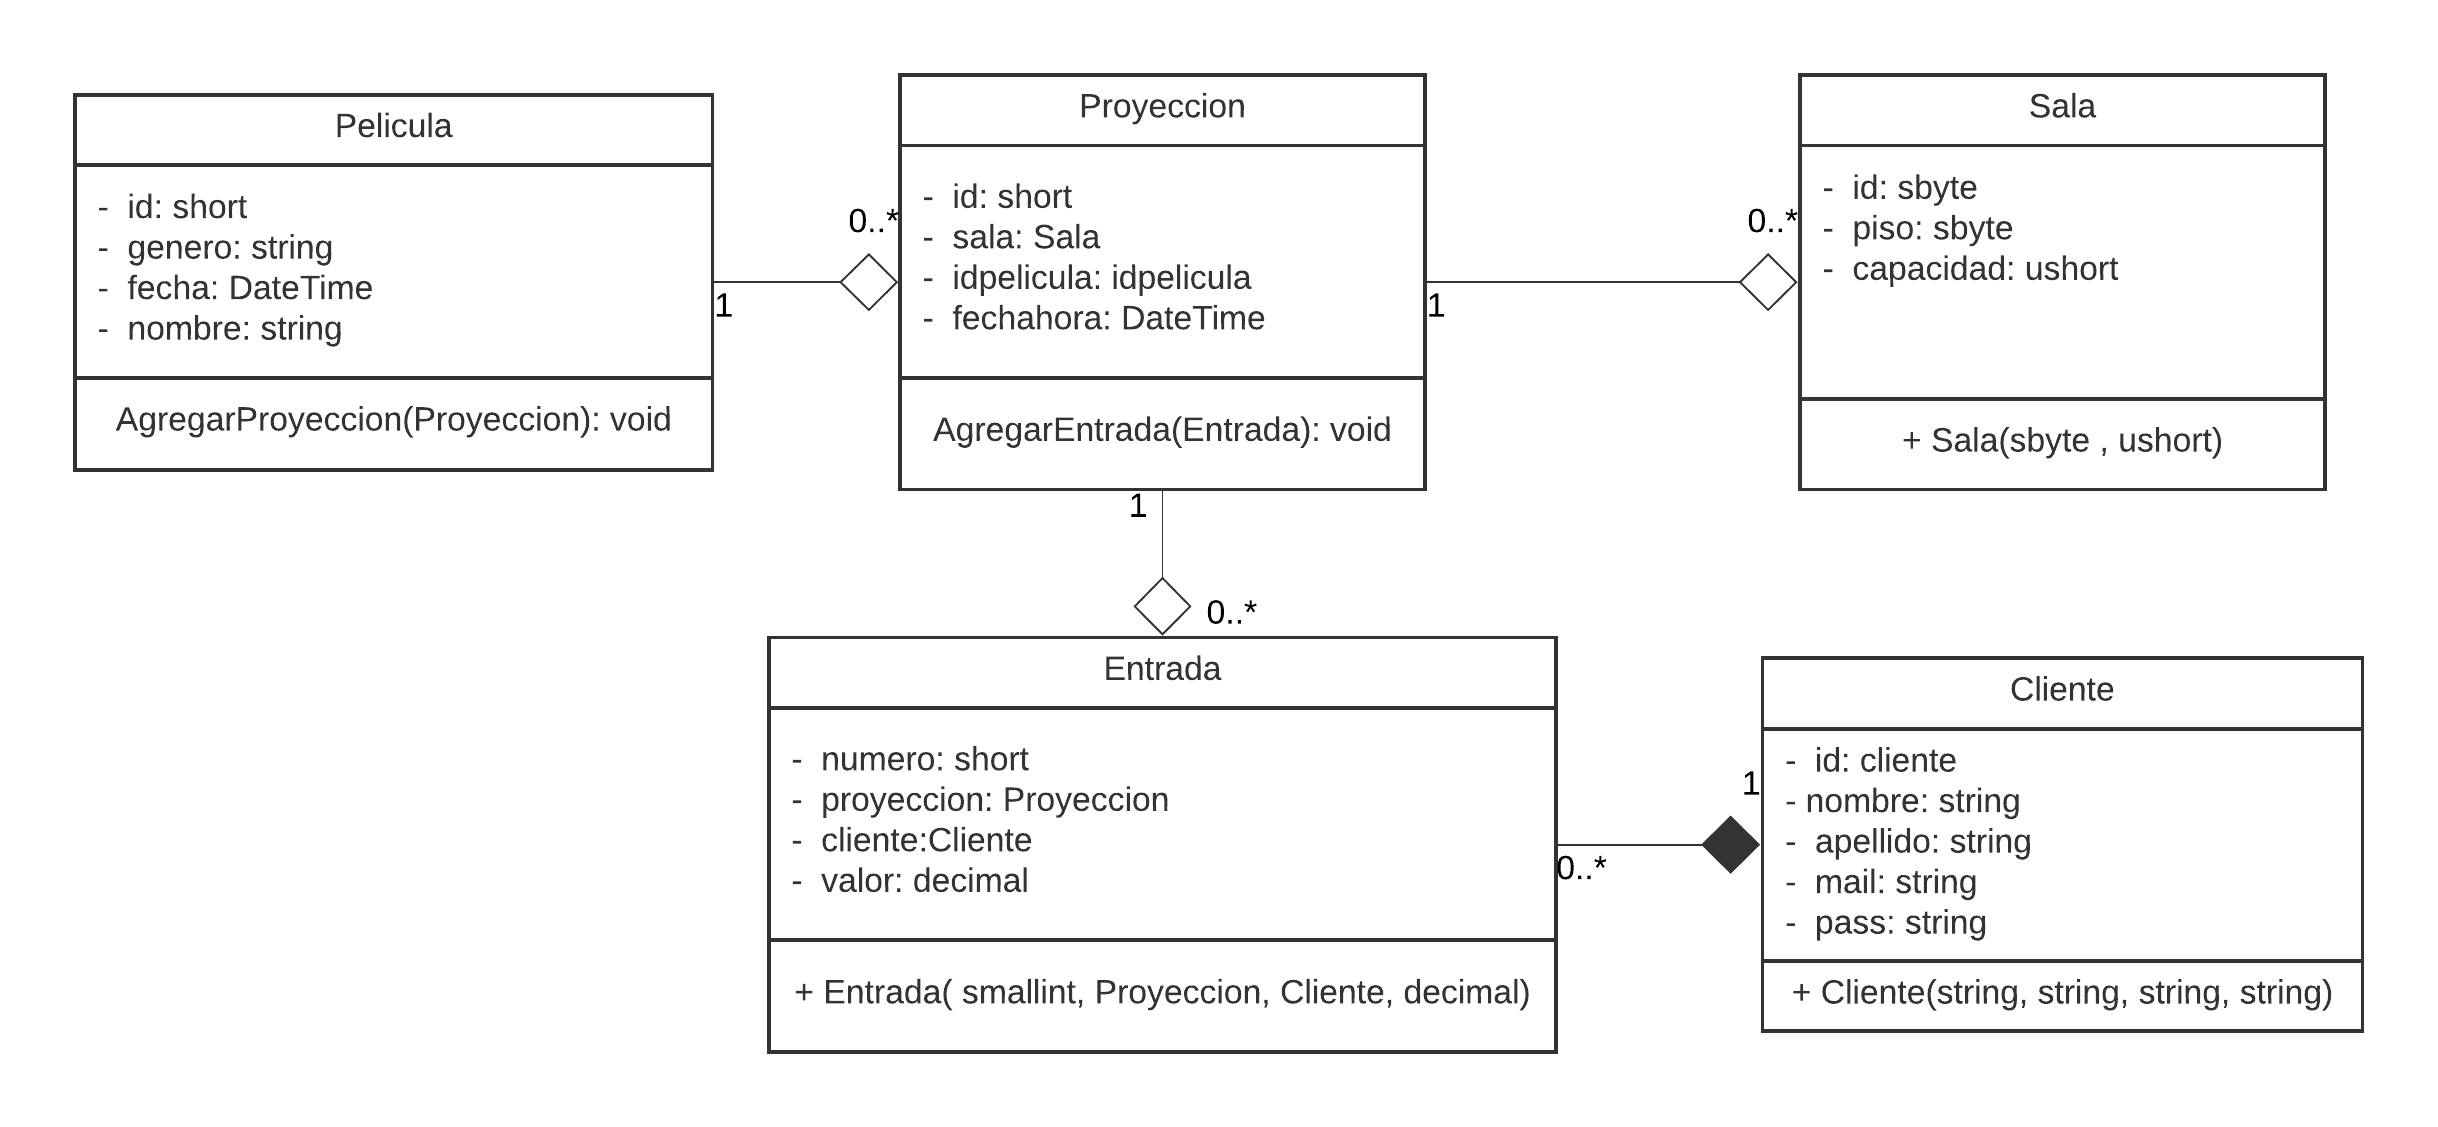 Pelicula
- id: short
- genero: string
- fecha: DateTime
- nombre: string
AgregarProyeccion(Proyeccion): void
1
0..*
Proyeccion
- id: short
- sala: Sala
- idpelicula: idpelicula
- fechahora: DateTime
AgregarEntrada(Entrada): void
1
0..*
Sala
- id: sbyte
- piso: sbyte
- capacidad: ushort
+ Sala(sbyte , ushort)
1
0..*
Entrada
- numero: short
- proyeccion: Proyeccion
- cliente:Cliente
- valor: decimal
+ Entrada( smallint, Proyeccion, Cliente, decimal)
0..*
1
Cliente
- id: cliente
- nombre: string
- apellido: string
- mail: string
- pass: string
+ Cliente(string, string, string, string)